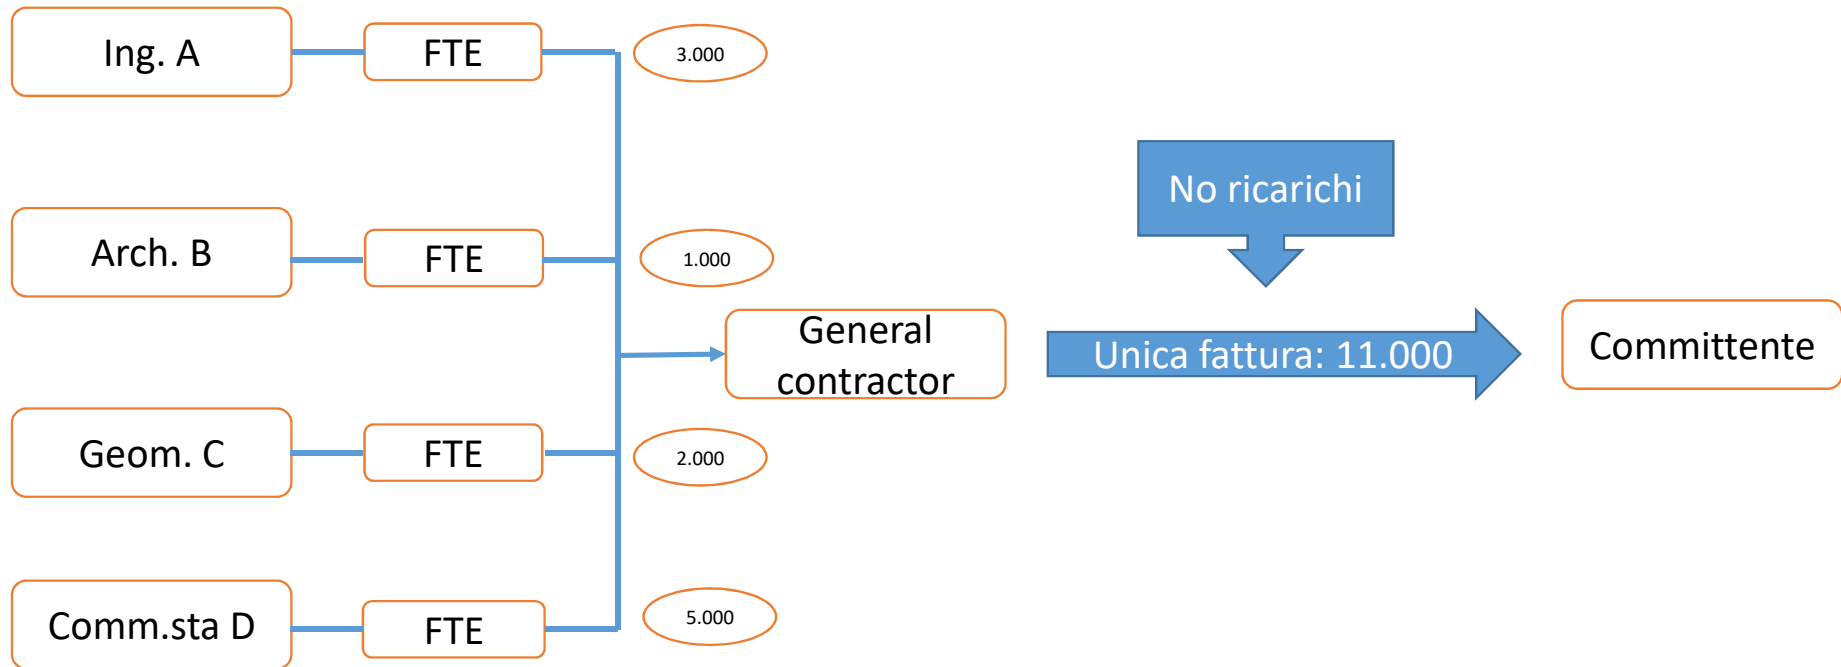 Ing. A
FTE
3.000
No ricarichi
Arch. B
FTE
1.000
General
contractor
Unica fattura: 11.000
Committente
Geom. C
FTE
2.000
Comm.sta D
FTE
5.000